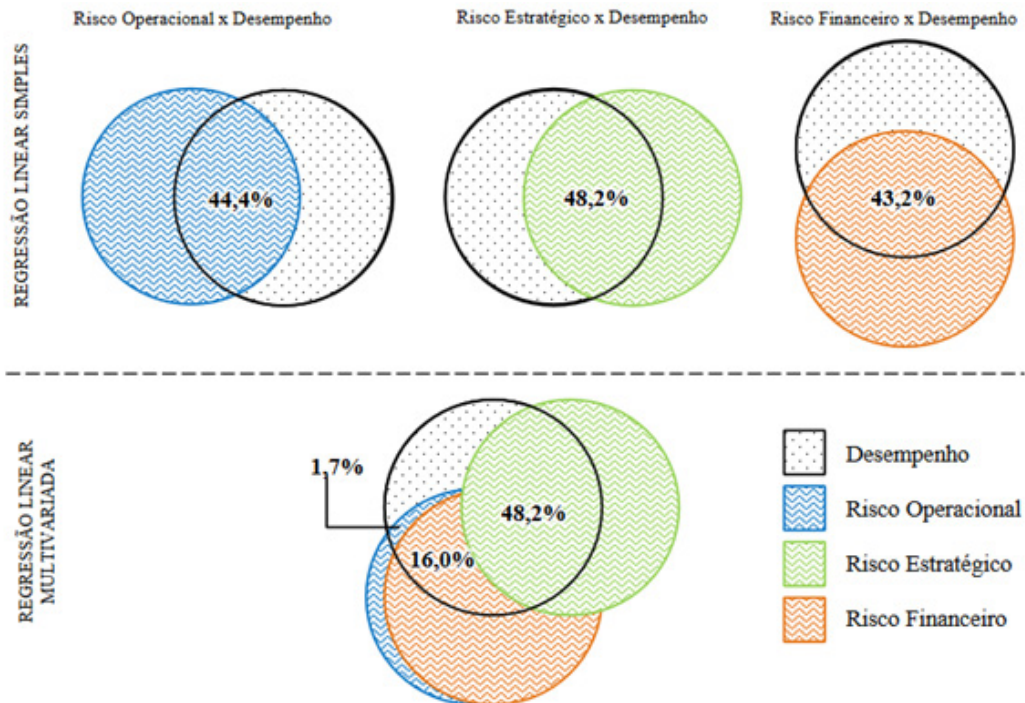 Risco Operacional x Desempenho
Risco Estratégico x Desempenho
Risco Financeiro x Desempenho
REGRESSÃO LINEAR SIMPLES
44,4%
48,2%
43,2%
REGRESSÃO LINEAR
MULTIVARIADA
1,7%
48,2%
16,0%
Desempenho
Risco Operacional
Risco Estratégico
Risco Financeiro